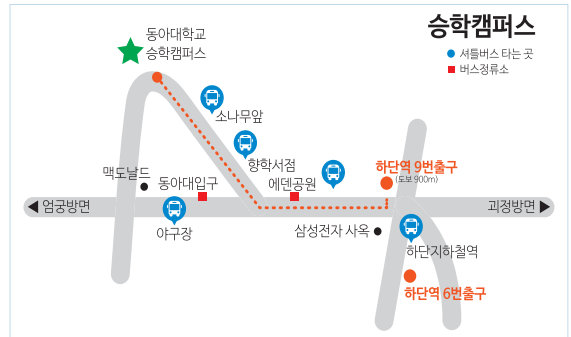 승학캠퍼스
셔틀버스 타는 곳
버스정류소
동아대학교
승학캠퍼스
소나무앞
향학서점
맥도날드
동아대입구
에덴공원
하단역 9번출구
(도보 900m)
엄궁방면
괴정방면
야구장
삼성전자 사옥
하단지하철역
하단역 6번출구